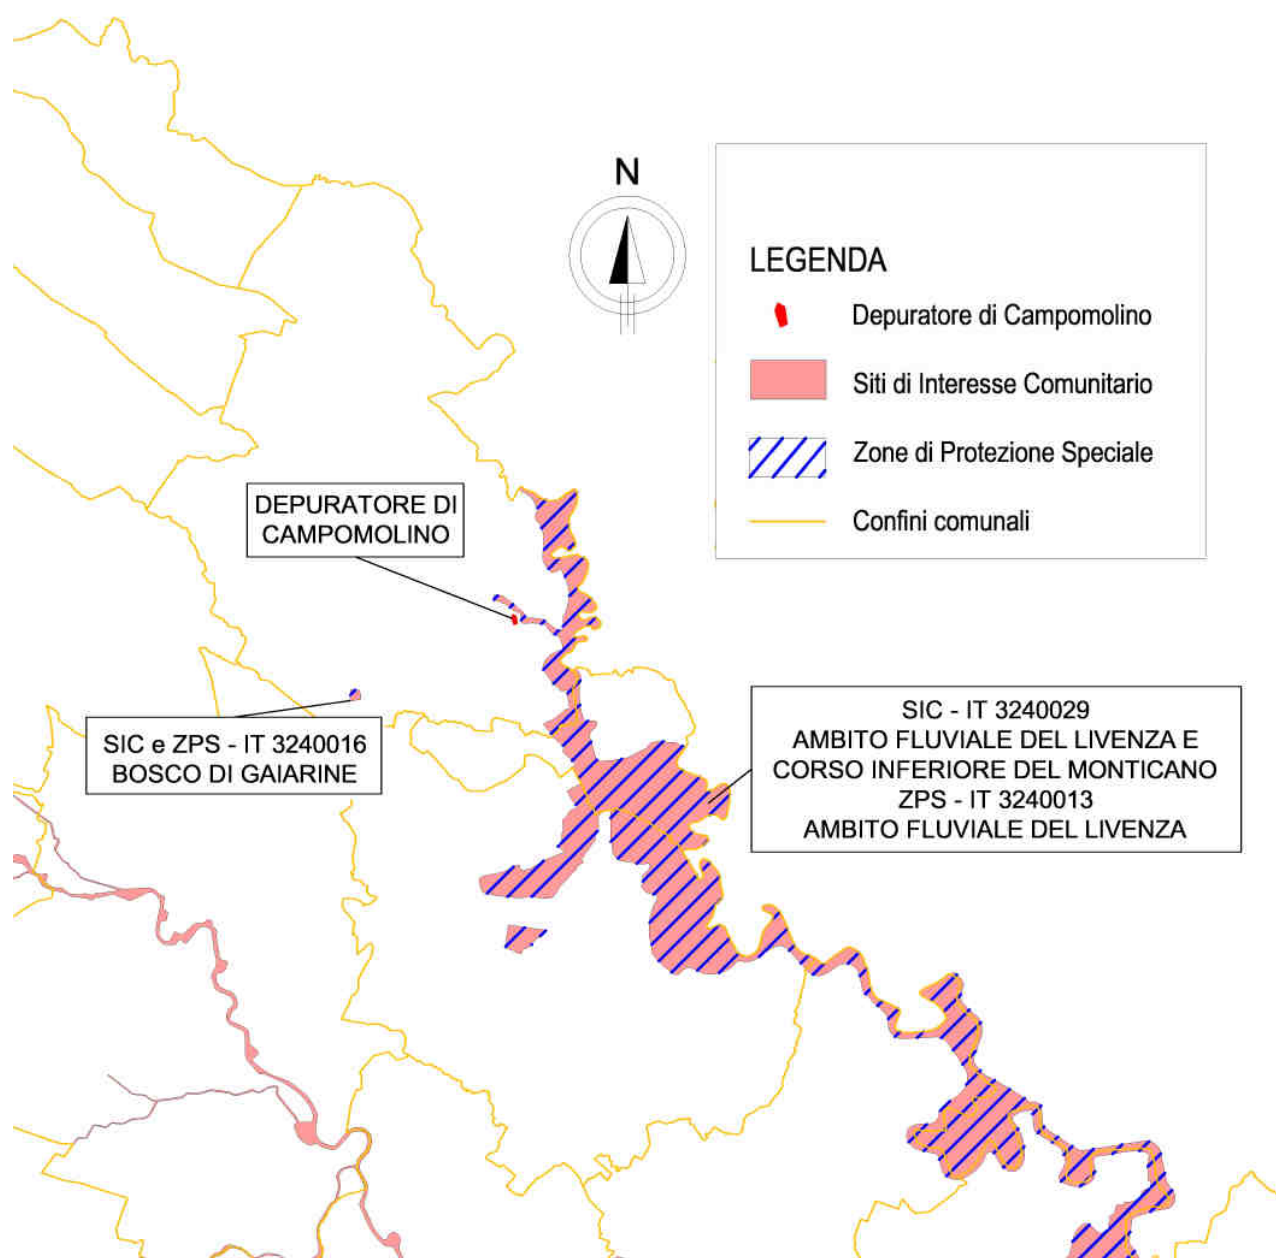 N
LEGENDA
Depuratore di Campomolino
Siti di Interesse Comunitario
Zone di Protezione Speciale
Confini comunali
DEPURATORE DI
CAMPOMOLINO
SIC e ZPS - IT 3240016
BOSCO DI GAIARINE
SIC - IT 3240029
AMBITO FLUVIALE DEL LIVENZA E
CORSO INFERIORE DEL MONTICANO
ZPS - IT 3240013
AMBITO FLUVIALE DEL LIVENZA